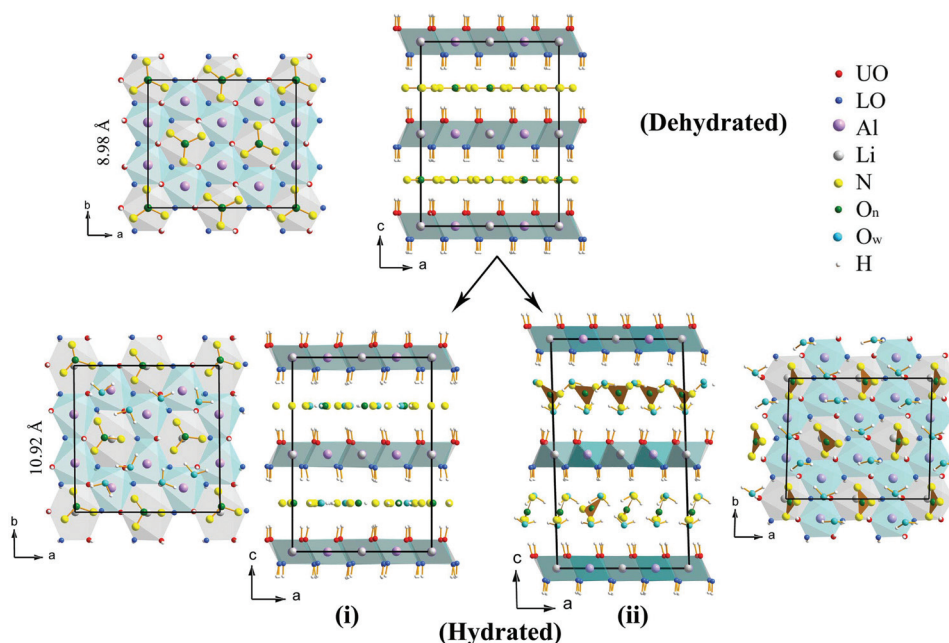 8.98 Å
b
a
c
a
(Dehydrated)
UO
LO
Al
Li
N
On
Ow
H
10.92 Å
b
a
c
a
(i)
c
a
(ii)
b
a
(Hydrated)